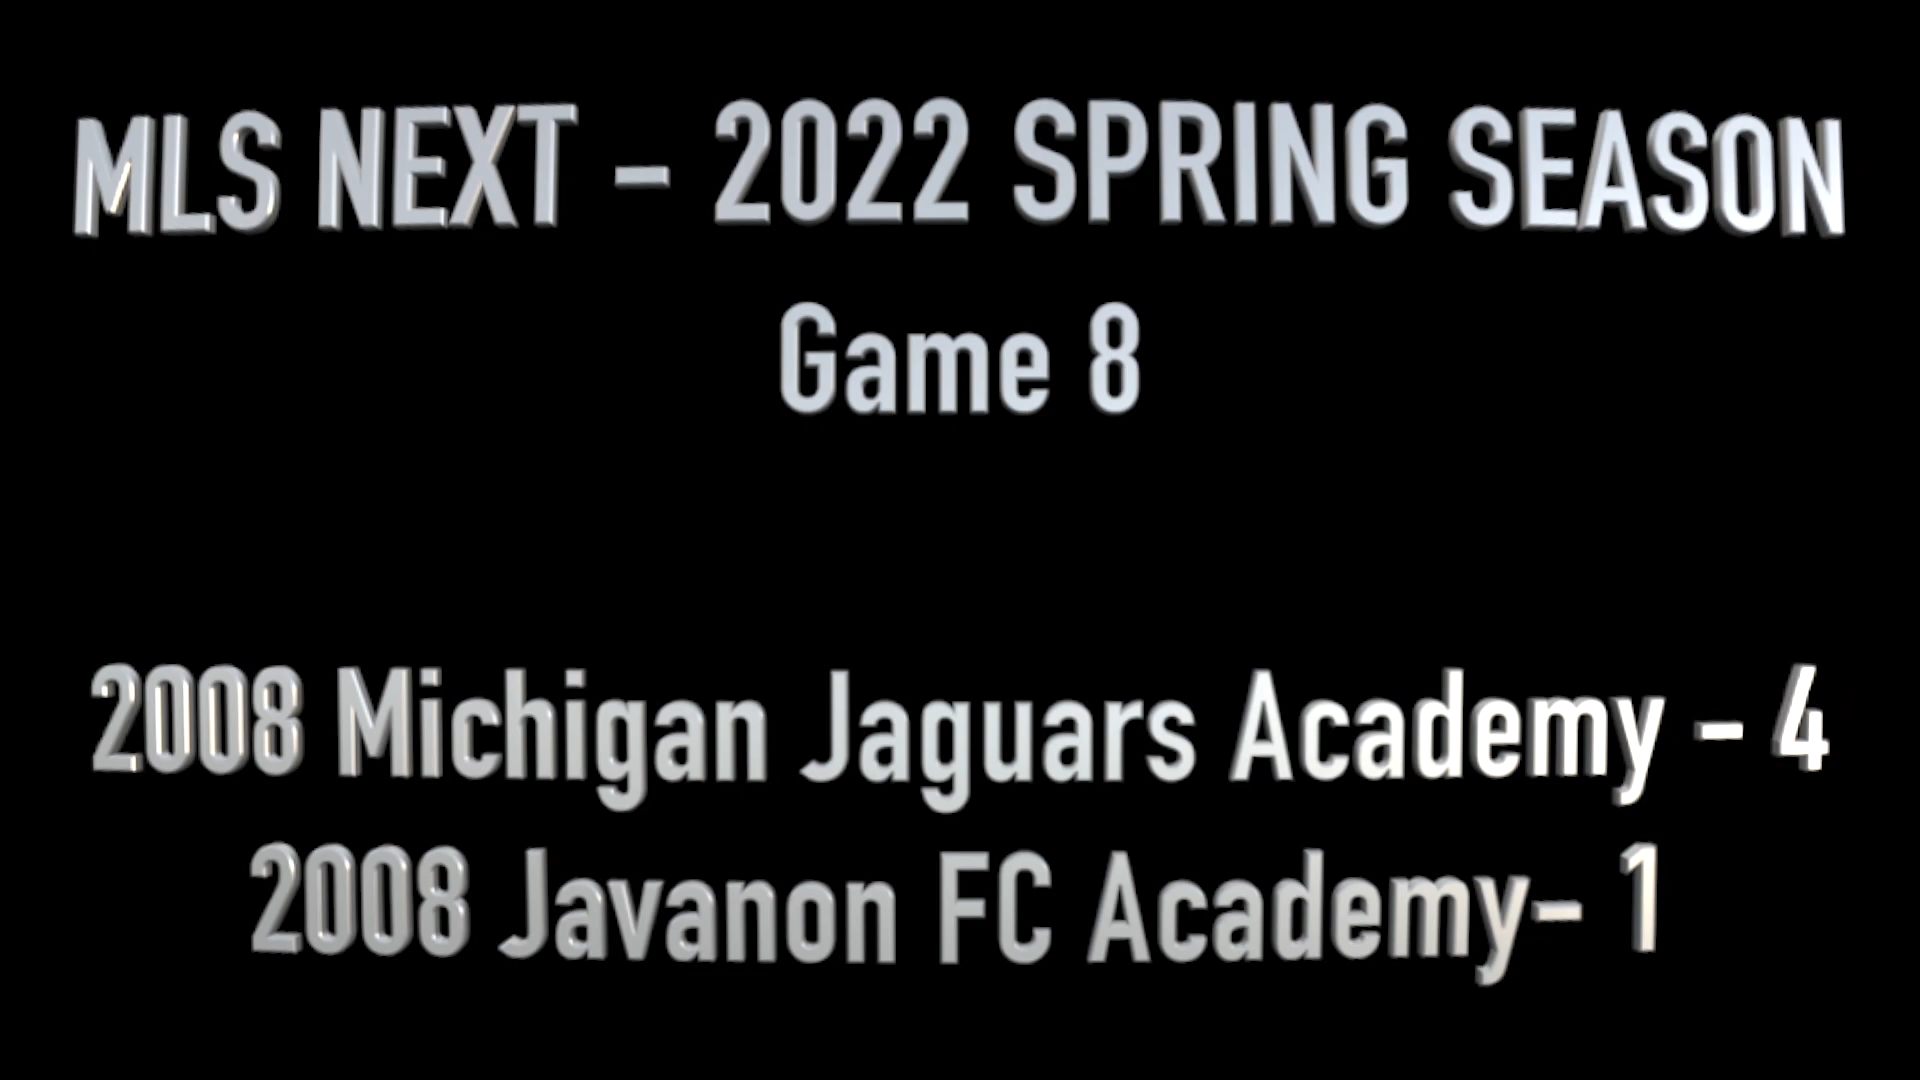 MLS NEXT - 2022 SPRING SEASON
Game 8
2008 Michigan Jaguars Academy - 4
2008 Javanon FC Academy- 1